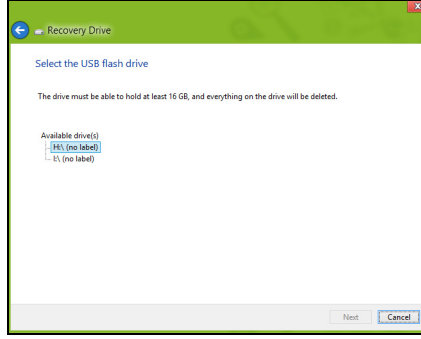 Recovery Drive
Select the USB flash drive
The drive must be able to hold at least 16 GB, and everything on the drive will be deleted.
Available drive(s)
H:\ (no label)
I:\ (no label)
Next Cancel